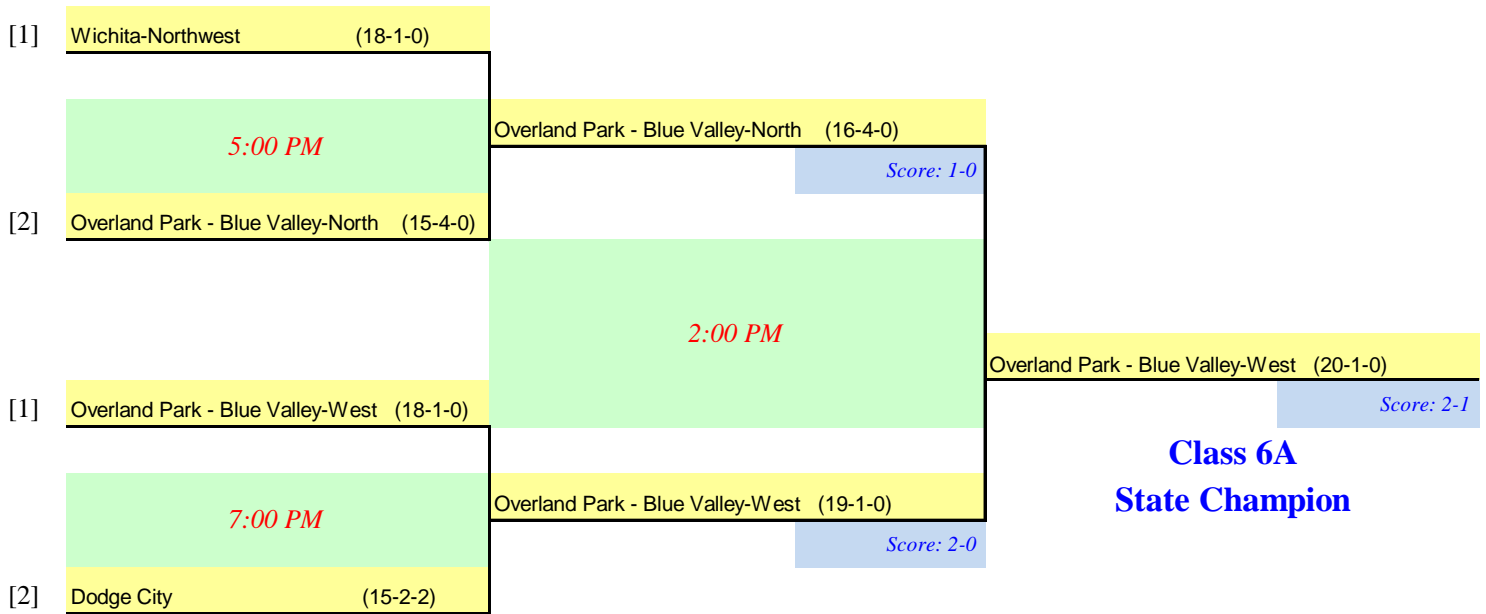 [1] Wichita-Northwest (18-1-0)
5:00 PM
Overland Park - Blue Valley-North (16-4-0)
Score: 1-0
[2] Overland Park - Blue Valley-North (15-4-0)
2:00 PM
Overland Park - Blue Valley-West (20-1-0)
Score: 2-1
[1] Overland Park - Blue Valley-West (18-1-0)
Class 6A
State Champion
7:00 PM
Overland Park - Blue Valley-West (19-1-0)
Score: 2-0
[2] Dodge City (15-2-2)